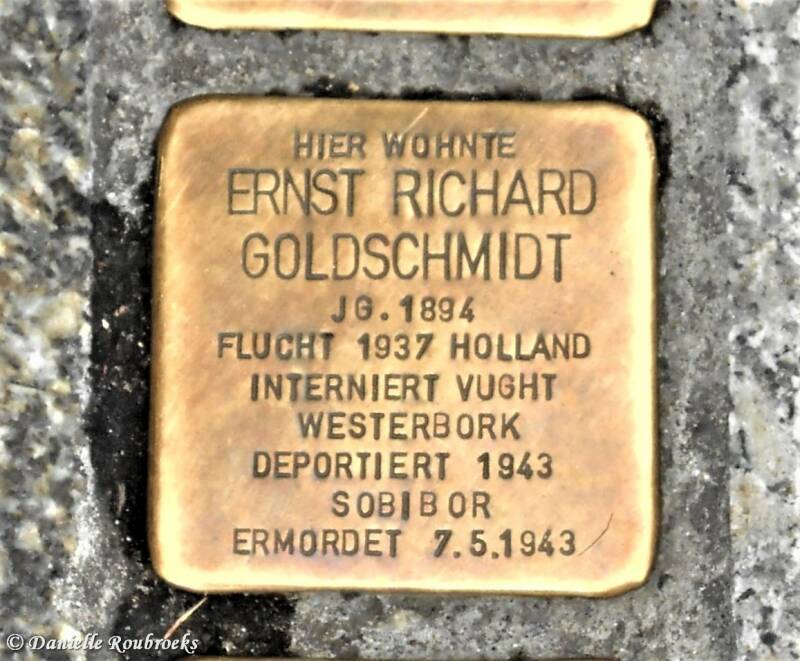 HIER WOHNTE
ERNST RICHARD
GOLDSCHMIDT
JG. 1894
FLUCHT 1937 HOLLAND
INTERNIERT VUGHT
WESTERBORK
DEPORTIERT 1943
SOBIBOR
ERMORDET 7.5.1943
© Danielle Roubroeks